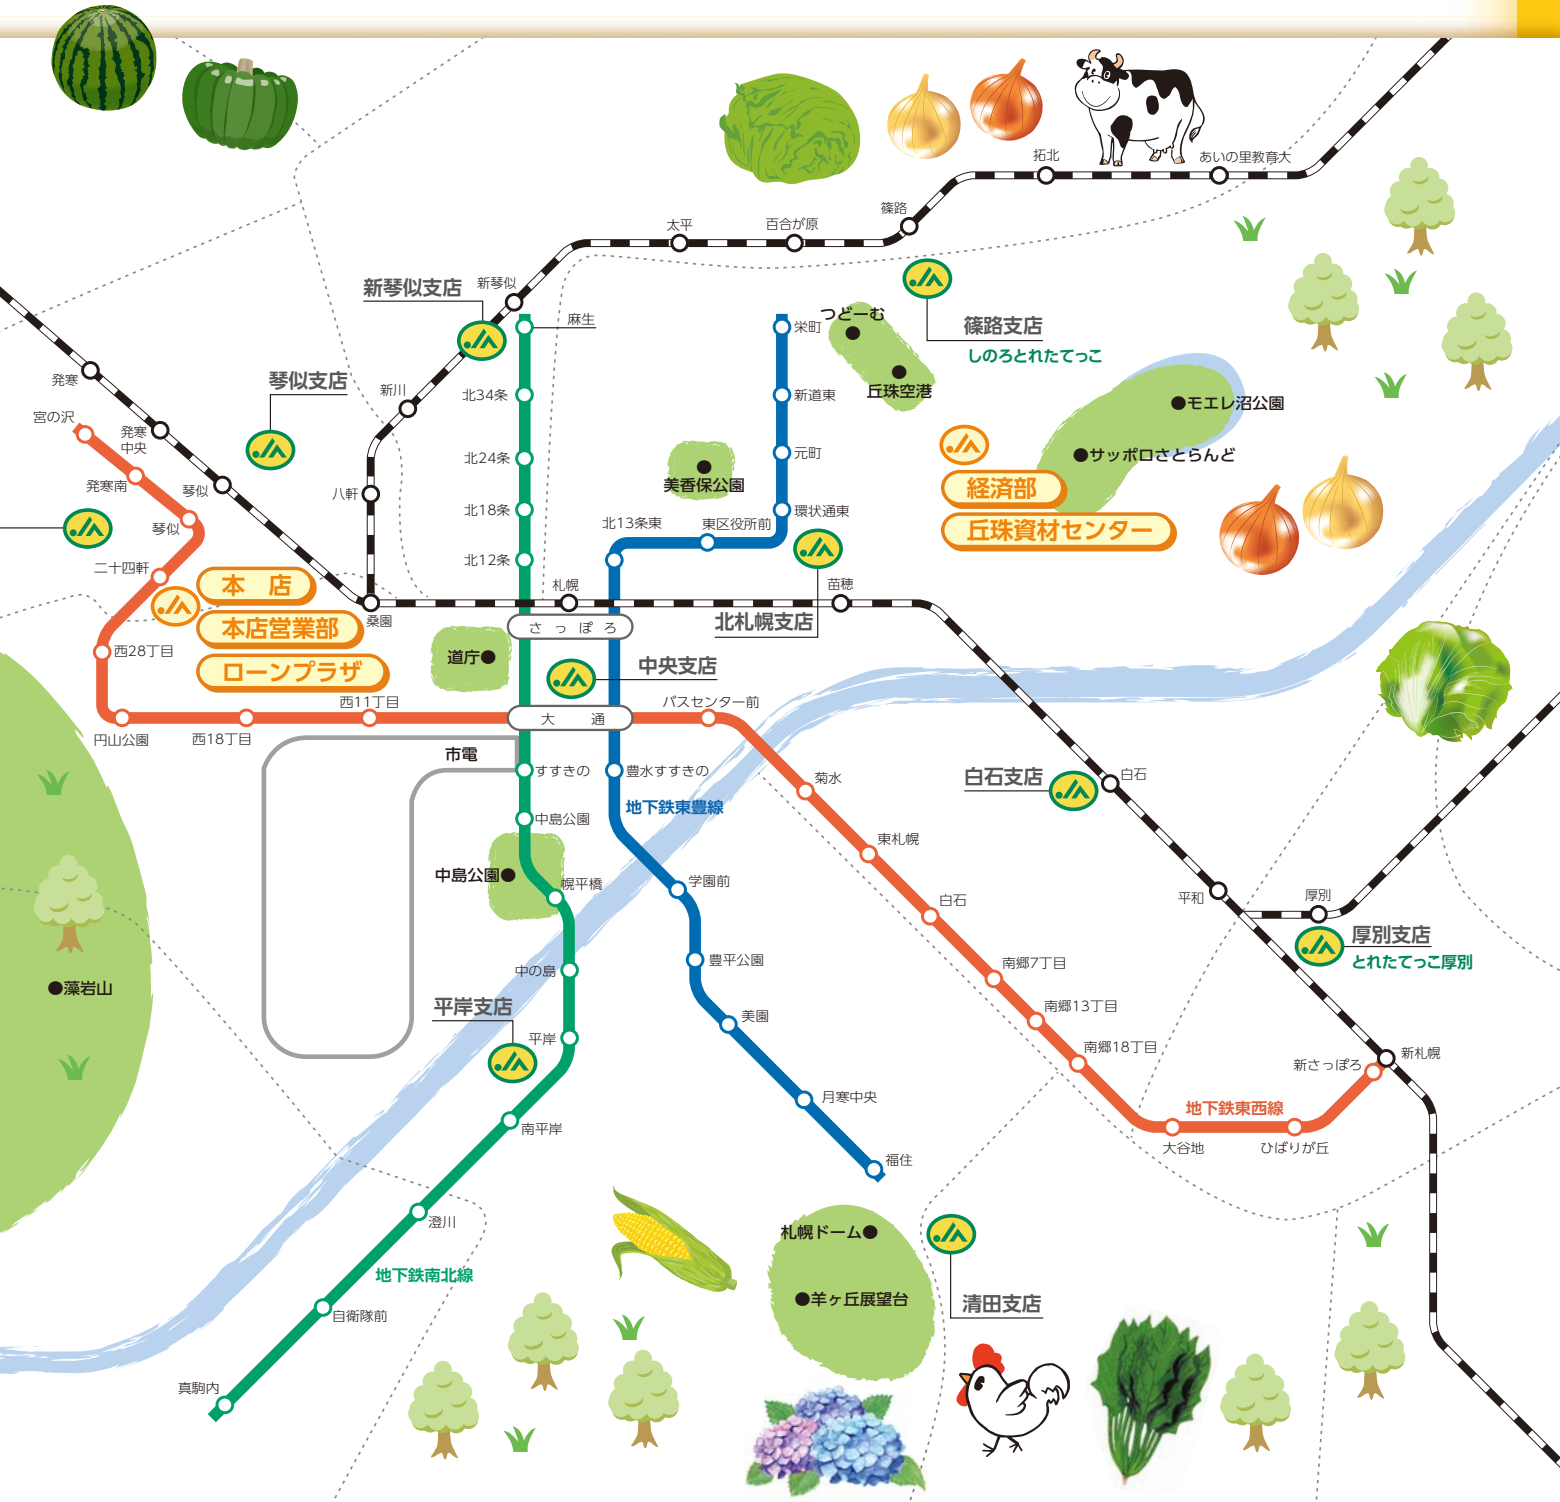 拓北
あいの里教育大
篠路
太平
百合が原
新琴似支店
新琴似
麻生
栄町
つどーむ
丘珠空港
篠路支店
しのろとれたてっこ
発寒
琴似支店
新川
北34条
新道東
●モエレ沼公園
宮の沢
発寒
中央
発寒南
琴似
北24条
元町
●サッポロさとらんど
美香保公園
経済部
丘珠資材センター
八軒
琴似
北18条
環状通東
北13条東
東区役所前
二十四軒
北12条
本　店
札幌
苗穂
桑園
本店営業部
さっぽろ
北札幌支店
西28丁目
ローンプラザ
道庁●
中央支店
西11丁目
バスセンター前
円山公園
西18丁目
大　通
市電
すすきの
豊水すすきの
菊水
白石支店
白石
地下鉄東豊線
中島公園
東札幌
中島公園●
幌平橋
学園前
白石
平和
厚別
厚別支店
とれたてっこ厚別
中の島
豊平公園
南郷7丁目
●藻岩山
平岸支店
美園
南郷13丁目
平岸
南郷18丁目
新さっぽろ
新札幌
月寒中央
地下鉄東西線
南平岸
大谷地
ひばりが丘
福住
澄川
札幌ドーム●
地下鉄南北線
●羊ヶ丘展望台
清田支店
自衛隊前
真駒内